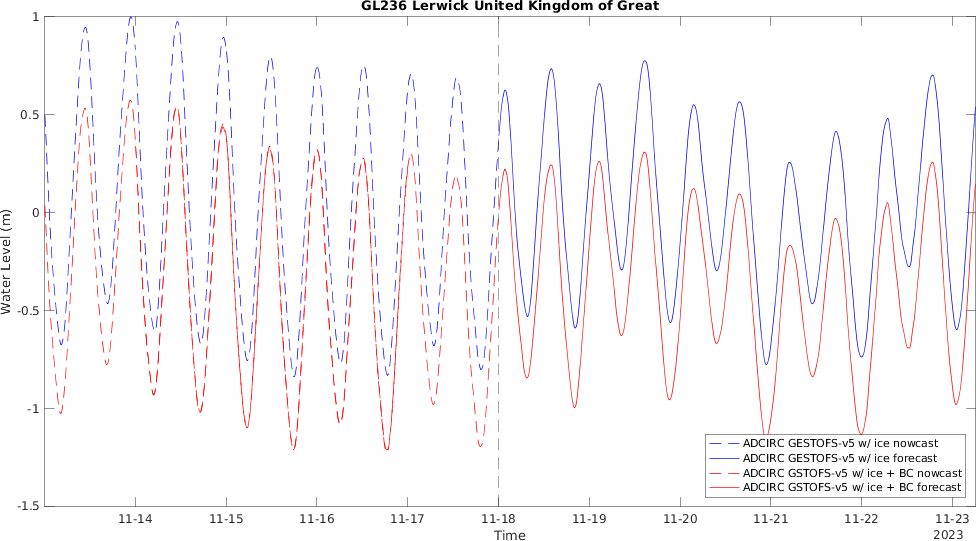 GL236 Lerwick United Kingdom of Great
1
0.5
0
-0.5
-1
-1.5
Water Level (m)
ADCIRC GESTOFS-v5 w/ ice nowcast
ADCIRC GESTOFS-v5 w/ ice forecast
ADCIRC GSTOFS-v5 w/ ice + BC nowcast
ADCIRC GSTOFS-v5 w/ ice + BC forecast
11-14 11-15 11-16 11-17 11-18 11-19 11-20 11-21 11-22 11-23
Time 2023